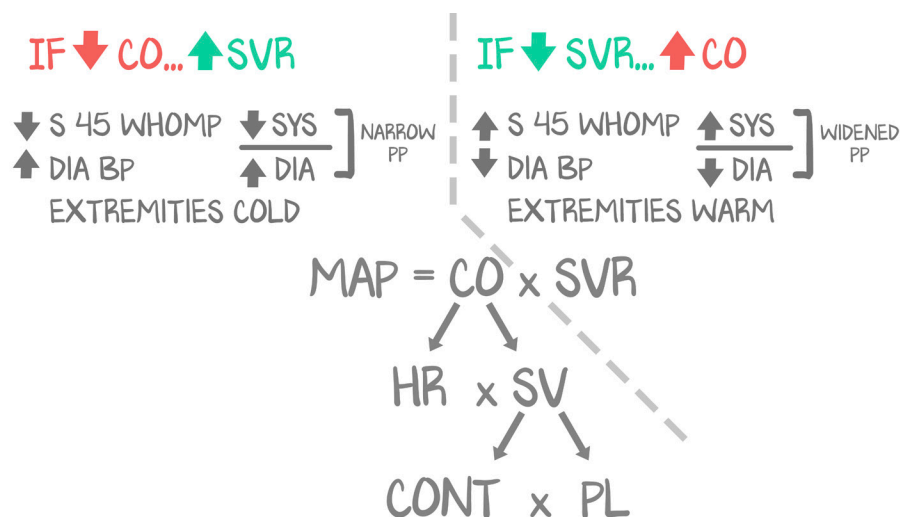 IF ↓ CO... ↑ SVR
↓ S 45 WHOMP
↑ DIA BP
EXTREMITIES COLD
↓ SYS
↑ DIA
NARROW
PP
IF ↓ SVR... ↑ CO
↑ S 45 WHOMP
↓ DIA BP
EXTREMITIES WARM
↑ SYS
↓ DIA
WIDENED
PP
MAP = CO x SVR
HR x SV
CONT x PL